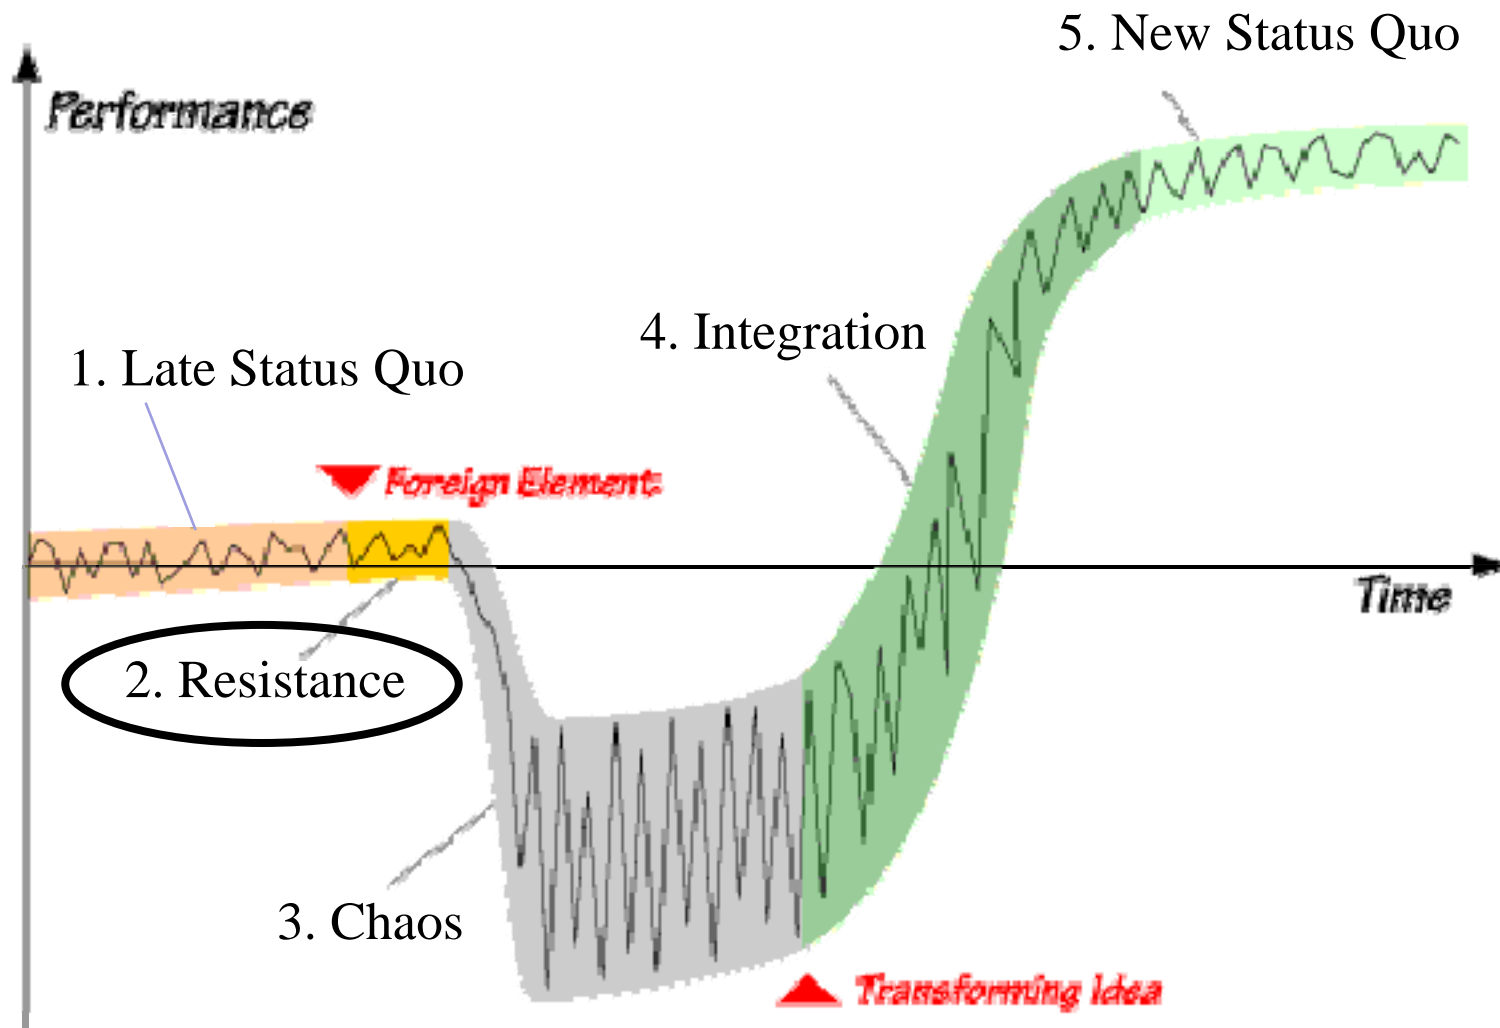 5. New Status Quo
Performance
4. Integration
1. Late Status Quo
Foreign Element
Time
2. Resistance
3. Chaos
Transforming Idea